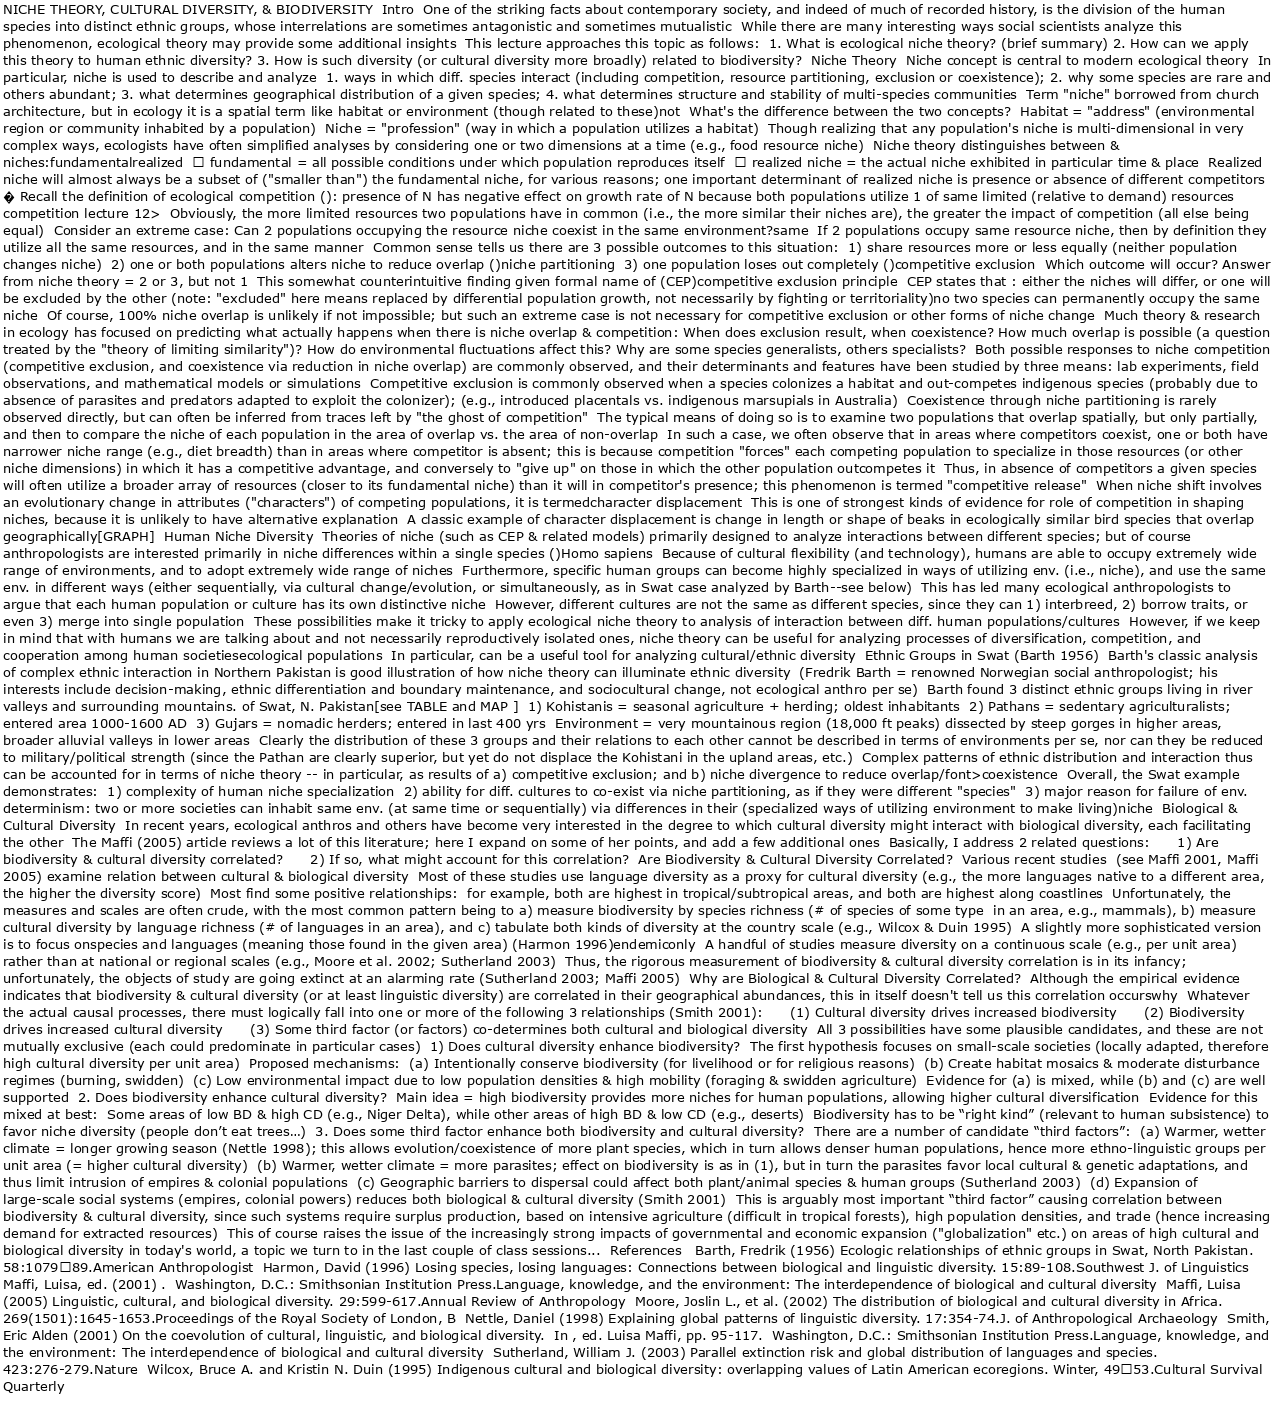 NICHE THEORY, CULTURAL DIVERSITY, & BIODIVERSITY  Intro  One of the striking facts about contemporary society, and indeed of much of recorded history, is the division of the human
species into distinct ethnic groups, whose interrelations are sometimes antagonistic and sometimes mutualistic  While there are many interesting ways social scientists analyze this
phenomenon, ecological theory may provide some additional insights  This lecture approaches this topic as follows:  1. What is ecological niche theory? (brief summary) 2. How can we apply
this theory to human ethnic diversity? 3. How is such diversity (or cultural diversity more broadly) related to biodiversity?  Niche Theory  Niche concept is central to modern ecological theory  In
particular, niche is used to describe and analyze  1. ways in which diff. species interact (including competition, resource partitioning, exclusion or coexistence); 2. why some species are rare and
others abundant; 3. what determines geographical distribution of a given species; 4. what determines structure and stability of multi-species communities  Term "niche" borrowed from church
architecture, but in ecology it is a spatial term like habitat or environment (though related to these)not  What's the difference between the two concepts?  Habitat = "address" (environmental
region or community inhabited by a population)  Niche = "profession" (way in which a population utilizes a habitat)  Though realizing that any population's niche is multi-dimensional in very
complex ways, ecologists have often simplified analyses by considering one or two dimensions at a time (e.g., food resource niche)  Niche theory distinguishes between &
niches:fundamentalrealized  □ fundamental = all possible conditions under which population reproduces itself  □ realized niche = the actual niche exhibited in particular time & place  Realized
niche will almost always be a subset of ("smaller than") the fundamental niche, for various reasons; one important determinant of realized niche is presence or absence of different competitors
� Recall the definition of ecological competition (): presence of N has negative effect on growth rate of N because both populations utilize 1 of same limited (relative to demand) resources
competition lecture 12>  Obviously, the more limited resources two populations have in common (i.e., the more similar their niches are), the greater the impact of competition (all else being
equal)  Consider an extreme case: Can 2 populations occupying the resource niche coexist in the same environment?same  If 2 populations occupy same resource niche, then by definition they
utilize all the same resources, and in the same manner  Common sense tells us there are 3 possible outcomes to this situation:  1) share resources more or less equally (neither population
changes niche)  2) one or both populations alters niche to reduce overlap ()niche partitioning  3) one population loses out completely ()competitive exclusion  Which outcome will occur? Answer
from niche theory = 2 or 3, but not 1  This somewhat counterintuitive finding given formal name of (CEP)competitive exclusion principle  CEP states that : either the niches will differ, or one will
be excluded by the other (note: "excluded" here means replaced by differential population growth, not necessarily by fighting or territoriality)no two species can permanently occupy the same
niche  Of course, 100% niche overlap is unlikely if not impossible; but such an extreme case is not necessary for competitive exclusion or other forms of niche change  Much theory & research
in ecology has focused on predicting what actually happens when there is niche overlap & competition: When does exclusion result, when coexistence? How much overlap is possible (a question
treated by the "theory of limiting similarity")? How do environmental fluctuations affect this? Why are some species generalists, others specialists?  Both possible responses to niche competition
(competitive exclusion, and coexistence via reduction in niche overlap) are commonly observed, and their determinants and features have been studied by three means: lab experiments, field
observations, and mathematical models or simulations  Competitive exclusion is commonly observed when a species colonizes a habitat and out-competes indigenous species (probably due to
absence of parasites and predators adapted to exploit the colonizer); (e.g., introduced placentals vs. indigenous marsupials in Australia)  Coexistence through niche partitioning is rarely
observed directly, but can often be inferred from traces left by "the ghost of competition"  The typical means of doing so is to examine two populations that overlap spatially, but only partially,
and then to compare the niche of each population in the area of overlap vs. the area of non-overlap  In such a case, we often observe that in areas where competitors coexist, one or both have
narrower niche range (e.g., diet breadth) than in areas where competitor is absent; this is because competition "forces" each competing population to specialize in those resources (or other
niche dimensions) in which it has a competitive advantage, and conversely to "give up" on those in which the other population outcompetes it  Thus, in absence of competitors a given species
will often utilize a broader array of resources (closer to its fundamental niche) than it will in competitor's presence; this phenomenon is termed "competitive release"  When niche shift involves
an evolutionary change in attributes ("characters") of competing populations, it is termedcharacter displacement  This is one of strongest kinds of evidence for role of competition in shaping
niches, because it is unlikely to have alternative explanation  A classic example of character displacement is change in length or shape of beaks in ecologically similar bird species that overlap
geographically[GRAPH]  Human Niche Diversity  Theories of niche (such as CEP & related models) primarily designed to analyze interactions between different species; but of course
anthropologists are interested primarily in niche differences within a single species ()Homo sapiens  Because of cultural flexibility (and technology), humans are able to occupy extremely wide
range of environments, and to adopt extremely wide range of niches  Furthermore, specific human groups can become highly specialized in ways of utilizing env. (i.e., niche), and use the same
env. in different ways (either sequentially, via cultural change/evolution, or simultaneously, as in Swat case analyzed by Barth--see below)  This has led many ecological anthropologists to
argue that each human population or culture has its own distinctive niche  However, different cultures are not the same as different species, since they can 1) interbreed, 2) borrow traits, or
even 3) merge into single population  These possibilities make it tricky to apply ecological niche theory to analysis of interaction between diff. human populations/cultures  However, if we keep
in mind that with humans we are talking about and not necessarily reproductively isolated ones, niche theory can be useful for analyzing processes of diversification, competition, and
cooperation among human societiesecological populations  In particular, can be a useful tool for analyzing cultural/ethnic diversity  Ethnic Groups in Swat (Barth 1956)  Barth's classic analysis
of complex ethnic interaction in Northern Pakistan is good illustration of how niche theory can illuminate ethnic diversity  (Fredrik Barth = renowned Norwegian social anthropologist; his
interests include decision-making, ethnic differentiation and boundary maintenance, and sociocultural change, not ecological anthro per se)  Barth found 3 distinct ethnic groups living in river
valleys and surrounding mountains. of Swat, N. Pakistan[see TABLE and MAP ]  1) Kohistanis = seasonal agriculture + herding; oldest inhabitants  2) Pathans = sedentary agriculturalists;
entered area 1000-1600 AD  3) Gujars = nomadic herders; entered in last 400 yrs  Environment = very mountainous region (18,000 ft peaks) dissected by steep gorges in higher areas,
broader alluvial valleys in lower areas  Clearly the distribution of these 3 groups and their relations to each other cannot be described in terms of environments per se, nor can they be reduced
to military/political strength (since the Pathan are clearly superior, but yet do not displace the Kohistani in the upland areas, etc.)  Complex patterns of ethnic distribution and interaction thus
can be accounted for in terms of niche theory -- in particular, as results of a) competitive exclusion; and b) niche divergence to reduce overlap/font>coexistence  Overall, the Swat example
demonstrates:  1) complexity of human niche specialization  2) ability for diff. cultures to co-exist via niche partitioning, as if they were different "species"  3) major reason for failure of env.
determinism: two or more societies can inhabit same env. (at same time or sequentially) via differences in their (specialized ways of utilizing environment to make living)niche  Biological &
Cultural Diversity  In recent years, ecological anthros and others have become very interested in the degree to which cultural diversity might interact with biological diversity, each facilitating
the other  The Maffi (2005) article reviews a lot of this literature; here I expand on some of her points, and add a few additional ones  Basically, I address 2 related questions:      1) Are
biodiversity & cultural diversity correlated?      2) If so, what might account for this correlation?  Are Biodiversity & Cultural Diversity Correlated?  Various recent studies  (see Maffi 2001, Maffi
2005) examine relation between cultural & biological diversity  Most of these studies use language diversity as a proxy for cultural diversity (e.g., the more languages native to a different area,
the higher the diversity score)  Most find some positive relationships:  for example, both are highest in tropical/subtropical areas, and both are highest along coastlines  Unfortunately, the
measures and scales are often crude, with the most common pattern being to a) measure biodiversity by species richness (# of species of some type  in an area, e.g., mammals), b) measure
cultural diversity by language richness (# of languages in an area), and c) tabulate both kinds of diversity at the country scale (e.g., Wilcox & Duin 1995)  A slightly more sophisticated version
is to focus onspecies and languages (meaning those found in the given area) (Harmon 1996)endemiconly  A handful of studies measure diversity on a continuous scale (e.g., per unit area)
rather than at national or regional scales (e.g., Moore et al. 2002; Sutherland 2003)  Thus, the rigorous measurement of biodiversity & cultural diversity correlation is in its infancy;
unfortunately, the objects of study are going extinct at an alarming rate (Sutherland 2003; Maffi 2005)  Why are Biological & Cultural Diversity Correlated?  Although the empirical evidence
indicates that biodiversity & cultural diversity (or at least linguistic diversity) are correlated in their geographical abundances, this in itself doesn't tell us this correlation occurswhy  Whatever
the actual causal processes, there must logically fall into one or more of the following 3 relationships (Smith 2001):      (1) Cultural diversity drives increased biodiversity      (2) Biodiversity
drives increased cultural diversity      (3) Some third factor (or factors) co-determines both cultural and biological diversity  All 3 possibilities have some plausible candidates, and these are not
mutually exclusive (each could predominate in particular cases)  1) Does cultural diversity enhance biodiversity?  The first hypothesis focuses on small-scale societies (locally adapted, therefore
high cultural diversity per unit area)  Proposed mechanisms:  (a) Intentionally conserve biodiversity (for livelihood or for religious reasons)  (b) Create habitat mosaics & moderate disturbance
regimes (burning, swidden)  (c) Low environmental impact due to low population densities & high mobility (foraging & swidden agriculture)  Evidence for (a) is mixed, while (b) and (c) are well
supported  2. Does biodiversity enhance cultural diversity?  Main idea = high biodiversity provides more niches for human populations, allowing higher cultural diversification  Evidence for this
mixed at best:  Some areas of low BD & high CD (e.g., Niger Delta), while other areas of high BD & low CD (e.g., deserts)  Biodiversity has to be “right kind” (relevant to human subsistence) to
favor niche diversity (people don’t eat trees…)  3. Does some third factor enhance both biodiversity and cultural diversity?  There are a number of candidate “third factors”:  (a) Warmer, wetter
climate = longer growing season (Nettle 1998); this allows evolution/coexistence of more plant species, which in turn allows denser human populations, hence more ethno-linguistic groups per
unit area (= higher cultural diversity)  (b) Warmer, wetter climate = more parasites; effect on biodiversity is as in (1), but in turn the parasites favor local cultural & genetic adaptations, and
thus limit intrusion of empires & colonial populations  (c) Geographic barriers to dispersal could affect both plant/animal species & human groups (Sutherland 2003)  (d) Expansion of
large-scale social systems (empires, colonial powers) reduces both biological & cultural diversity (Smith 2001)  This is arguably most important “third factor” causing correlation between
biodiversity & cultural diversity, since such systems require surplus production, based on intensive agriculture (difficult in tropical forests), high population densities, and trade (hence increasing
demand for extracted resources)  This of course raises the issue of the increasingly strong impacts of governmental and economic expansion ("globalization" etc.) on areas of high cultural and
biological diversity in today's world, a topic we turn to in the last couple of class sessions…  References   Barth, Fredrik (1956) Ecologic relationships of ethnic groups in Swat, North Pakistan.
58:1079□89.American Anthropologist  Harmon, David (1996) Losing species, losing languages: Connections between biological and linguistic diversity. 15:89-108.Southwest J. of Linguistics
Maffi, Luisa, ed. (2001) .  Washington, D.C.: Smithsonian Institution Press.Language, knowledge, and the environment: The interdependence of biological and cultural diversity  Maffi, Luisa
(2005) Linguistic, cultural, and biological diversity. 29:599-617.Annual Review of Anthropology  Moore, Joslin L., et al. (2002) The distribution of biological and cultural diversity in Africa.
269(1501):1645-1653.Proceedings of the Royal Society of London, B  Nettle, Daniel (1998) Explaining global patterns of linguistic diversity. 17:354-74.J. of Anthropological Archaeology  Smith,
Eric Alden (2001) On the coevolution of cultural, linguistic, and biological diversity.  In , ed. Luisa Maffi, pp. 95-117.  Washington, D.C.: Smithsonian Institution Press.Language, knowledge, and
the environment: The interdependence of biological and cultural diversity  Sutherland, William J. (2003) Parallel extinction risk and global distribution of languages and species.
423:276-279.Nature  Wilcox, Bruce A. and Kristin N. Duin (1995) Indigenous cultural and biological diversity: overlapping values of Latin American ecoregions. Winter, 49□53.Cultural Survival
Quarterly